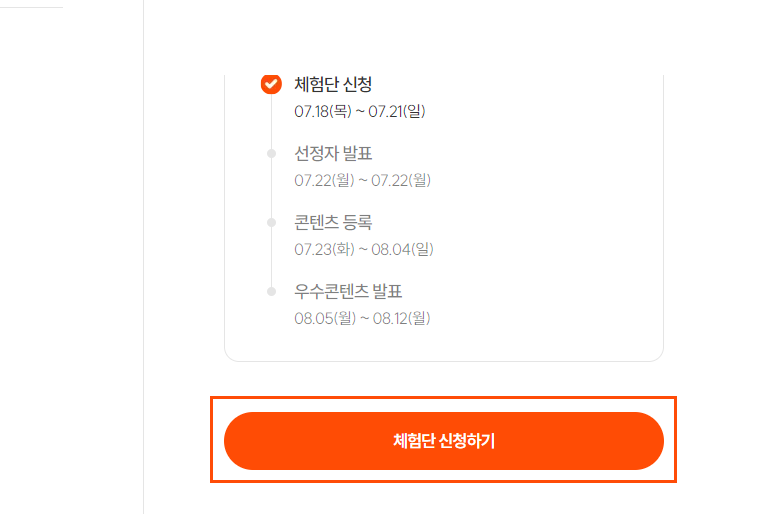 체험단 신청
07.18(목) ~ 07.21(일)
선정자 발표
07.22(월) ~ 07.22(월)
콘텐츠 등록
07.23(화) ~ 08.04(일)
우수콘텐츠 발표
08.05(월) ~ 08.12(월)
체험단 신청하기